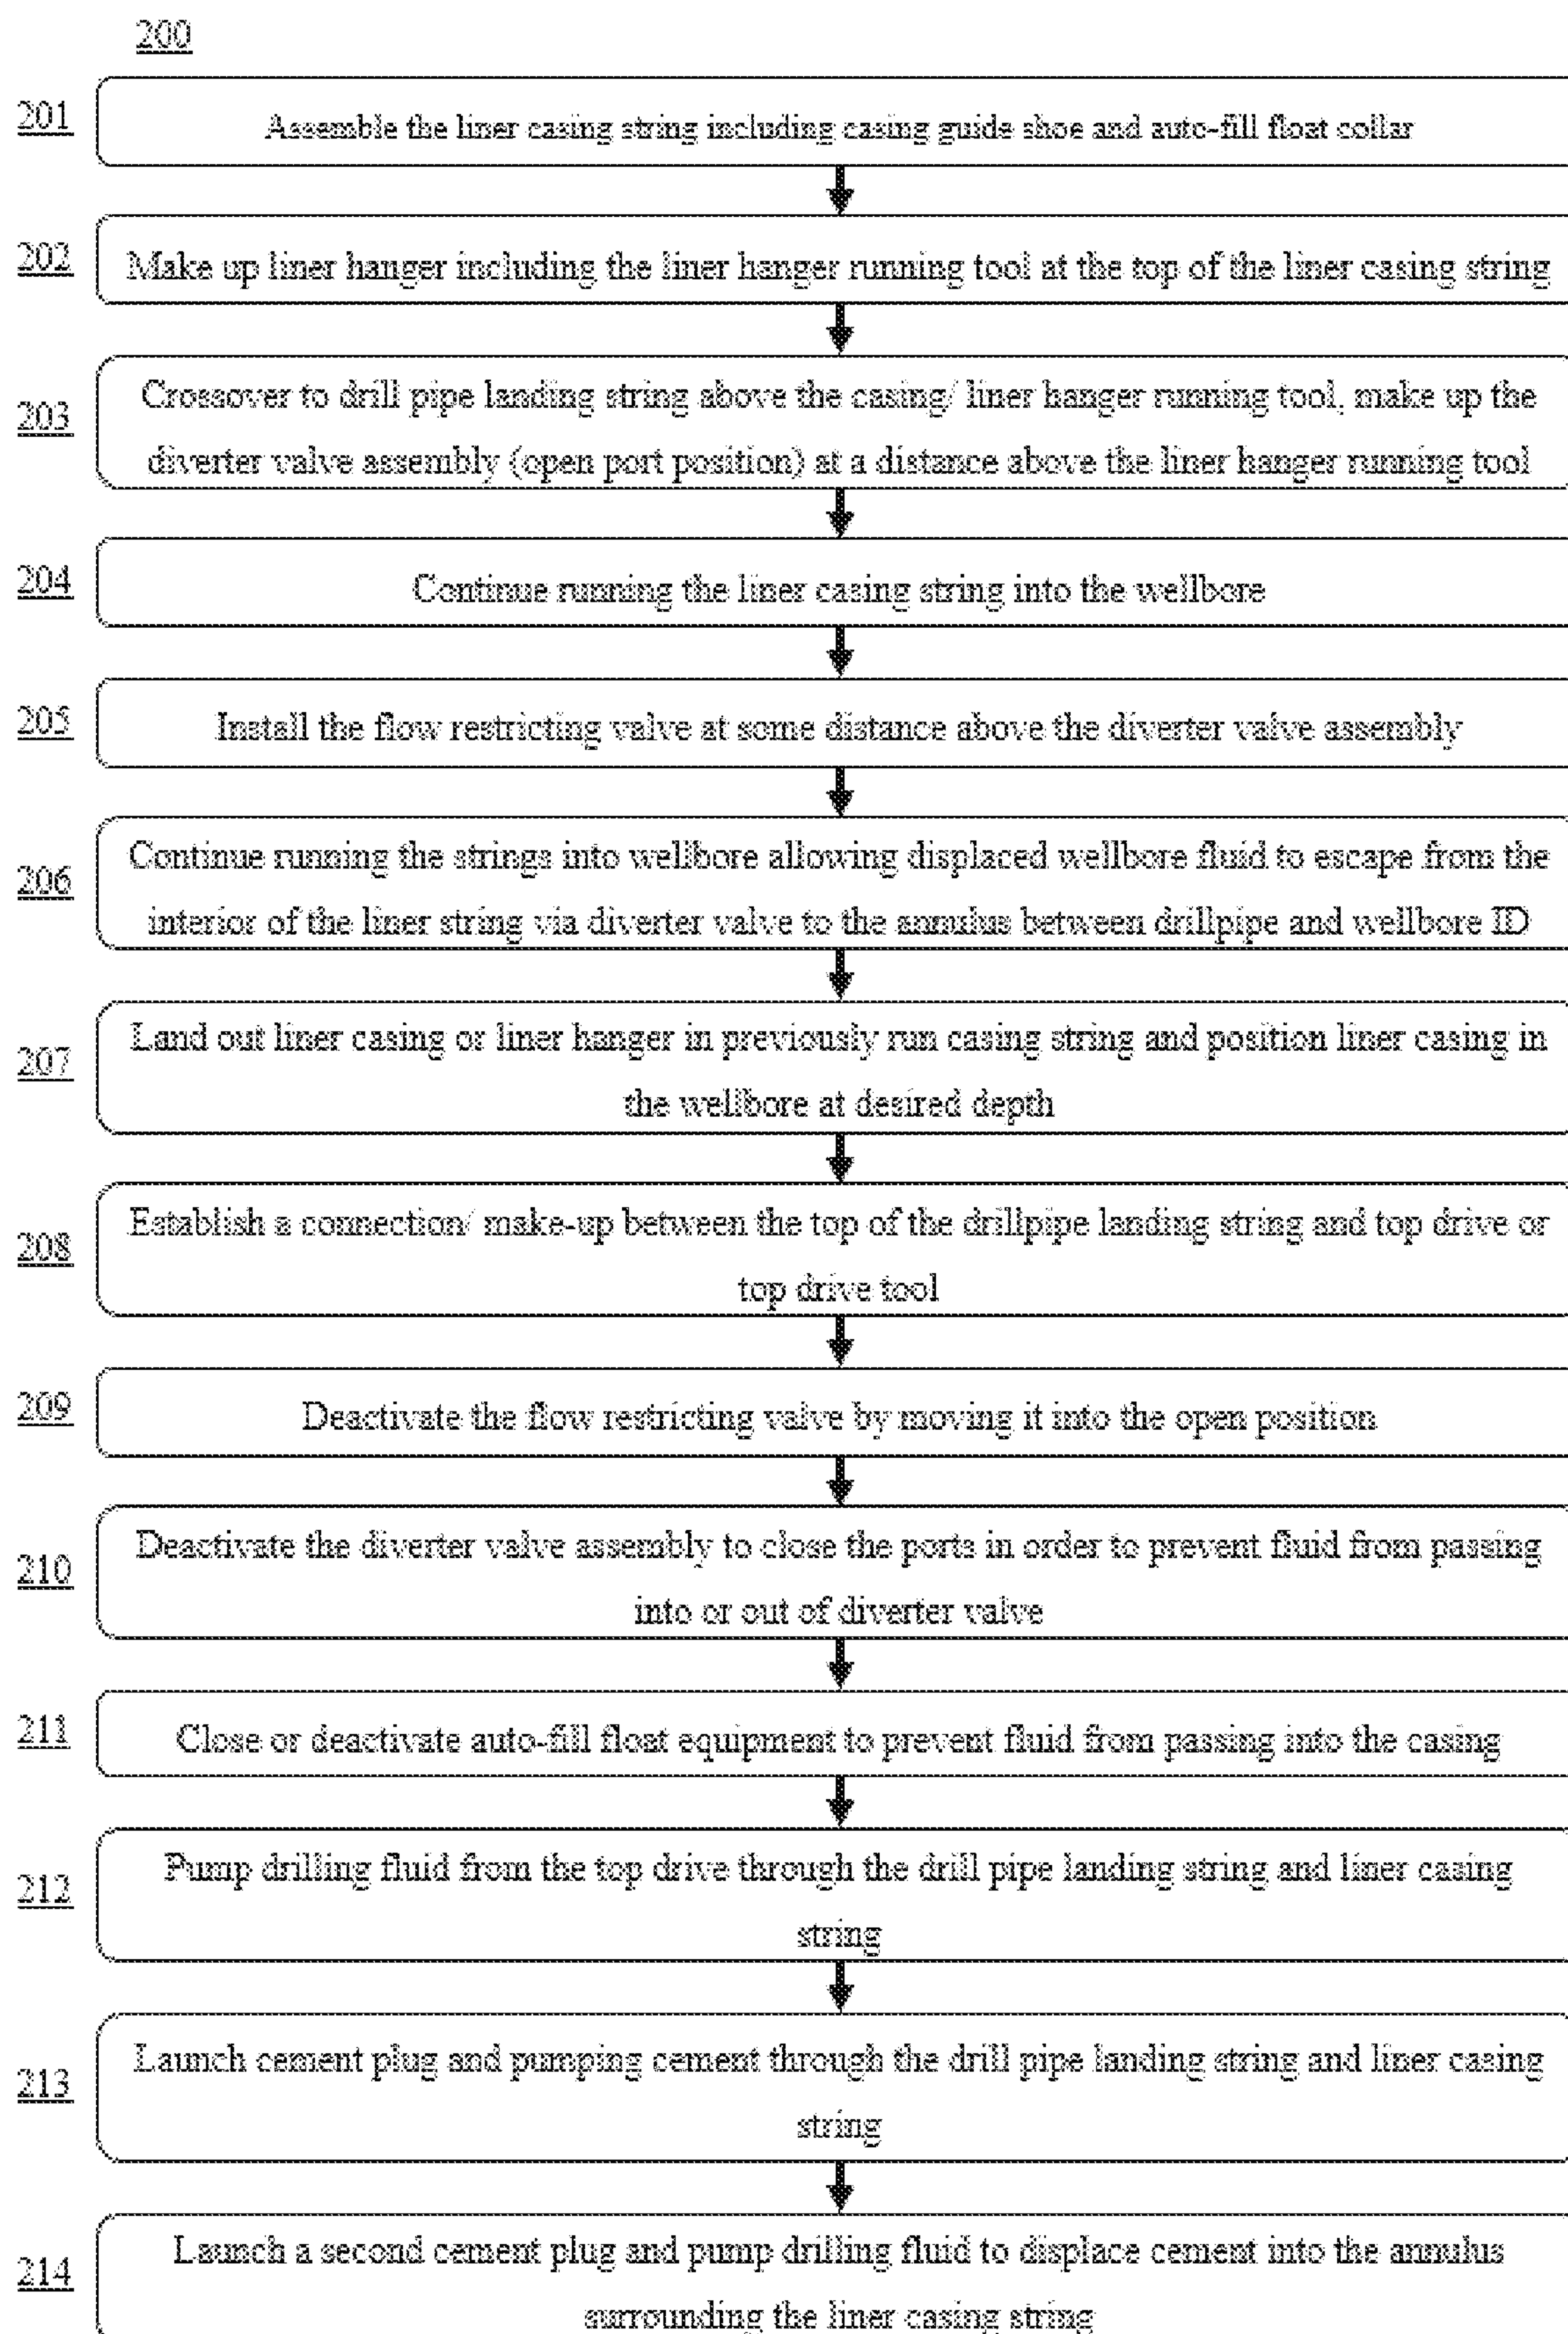 200
201
Assemble the liner casing string including casing guide shoe and auto-fill float collar
202
Make up liner hanger including the liner hanger running tool at the top of the liner casing string
203
Crossover to drill pipe landing string above the casing/ liner hanger running tool, make up the
diverter valve assembly (open port position) at a distance above the liner hanger running tool
204
Continue running the liner casing string into the wellbore
205
Install the flow restricting valve at some distance above the diverter valve assembly
206
Continue running the strings into wellbore allowing displaced wellbore fluid to escape from the
interior of the liner string via diverter valve to the annulus between drillpipe and wellbore ID
207
Land out liner casing or liner hanger in previously run casing string and position liner casing in
the wellbore at desired depth
208
Establish a connection/ make-up between the top of the drillpipe landing string and top drive or
top drive tool
209
Deactivate the flow restricting valve by moving it into the open position
210
Deactivate the diverter valve assembly to close the ports in order to prevent fluid from passing
into or out of diverter valve
211
Close or deactivate auto-fill float equipment to prevent fluid from passing into the casing
212
Pump drilling fluid from the top drive through the drill pipe landing string and liner casing
string
213
Launch cement plug and pumping cement through the drill pipe landing string and liner casing
string
214
Launch a second cement plug and pump drilling fluid to displace cement into the annulus
surrounding the liner casing string